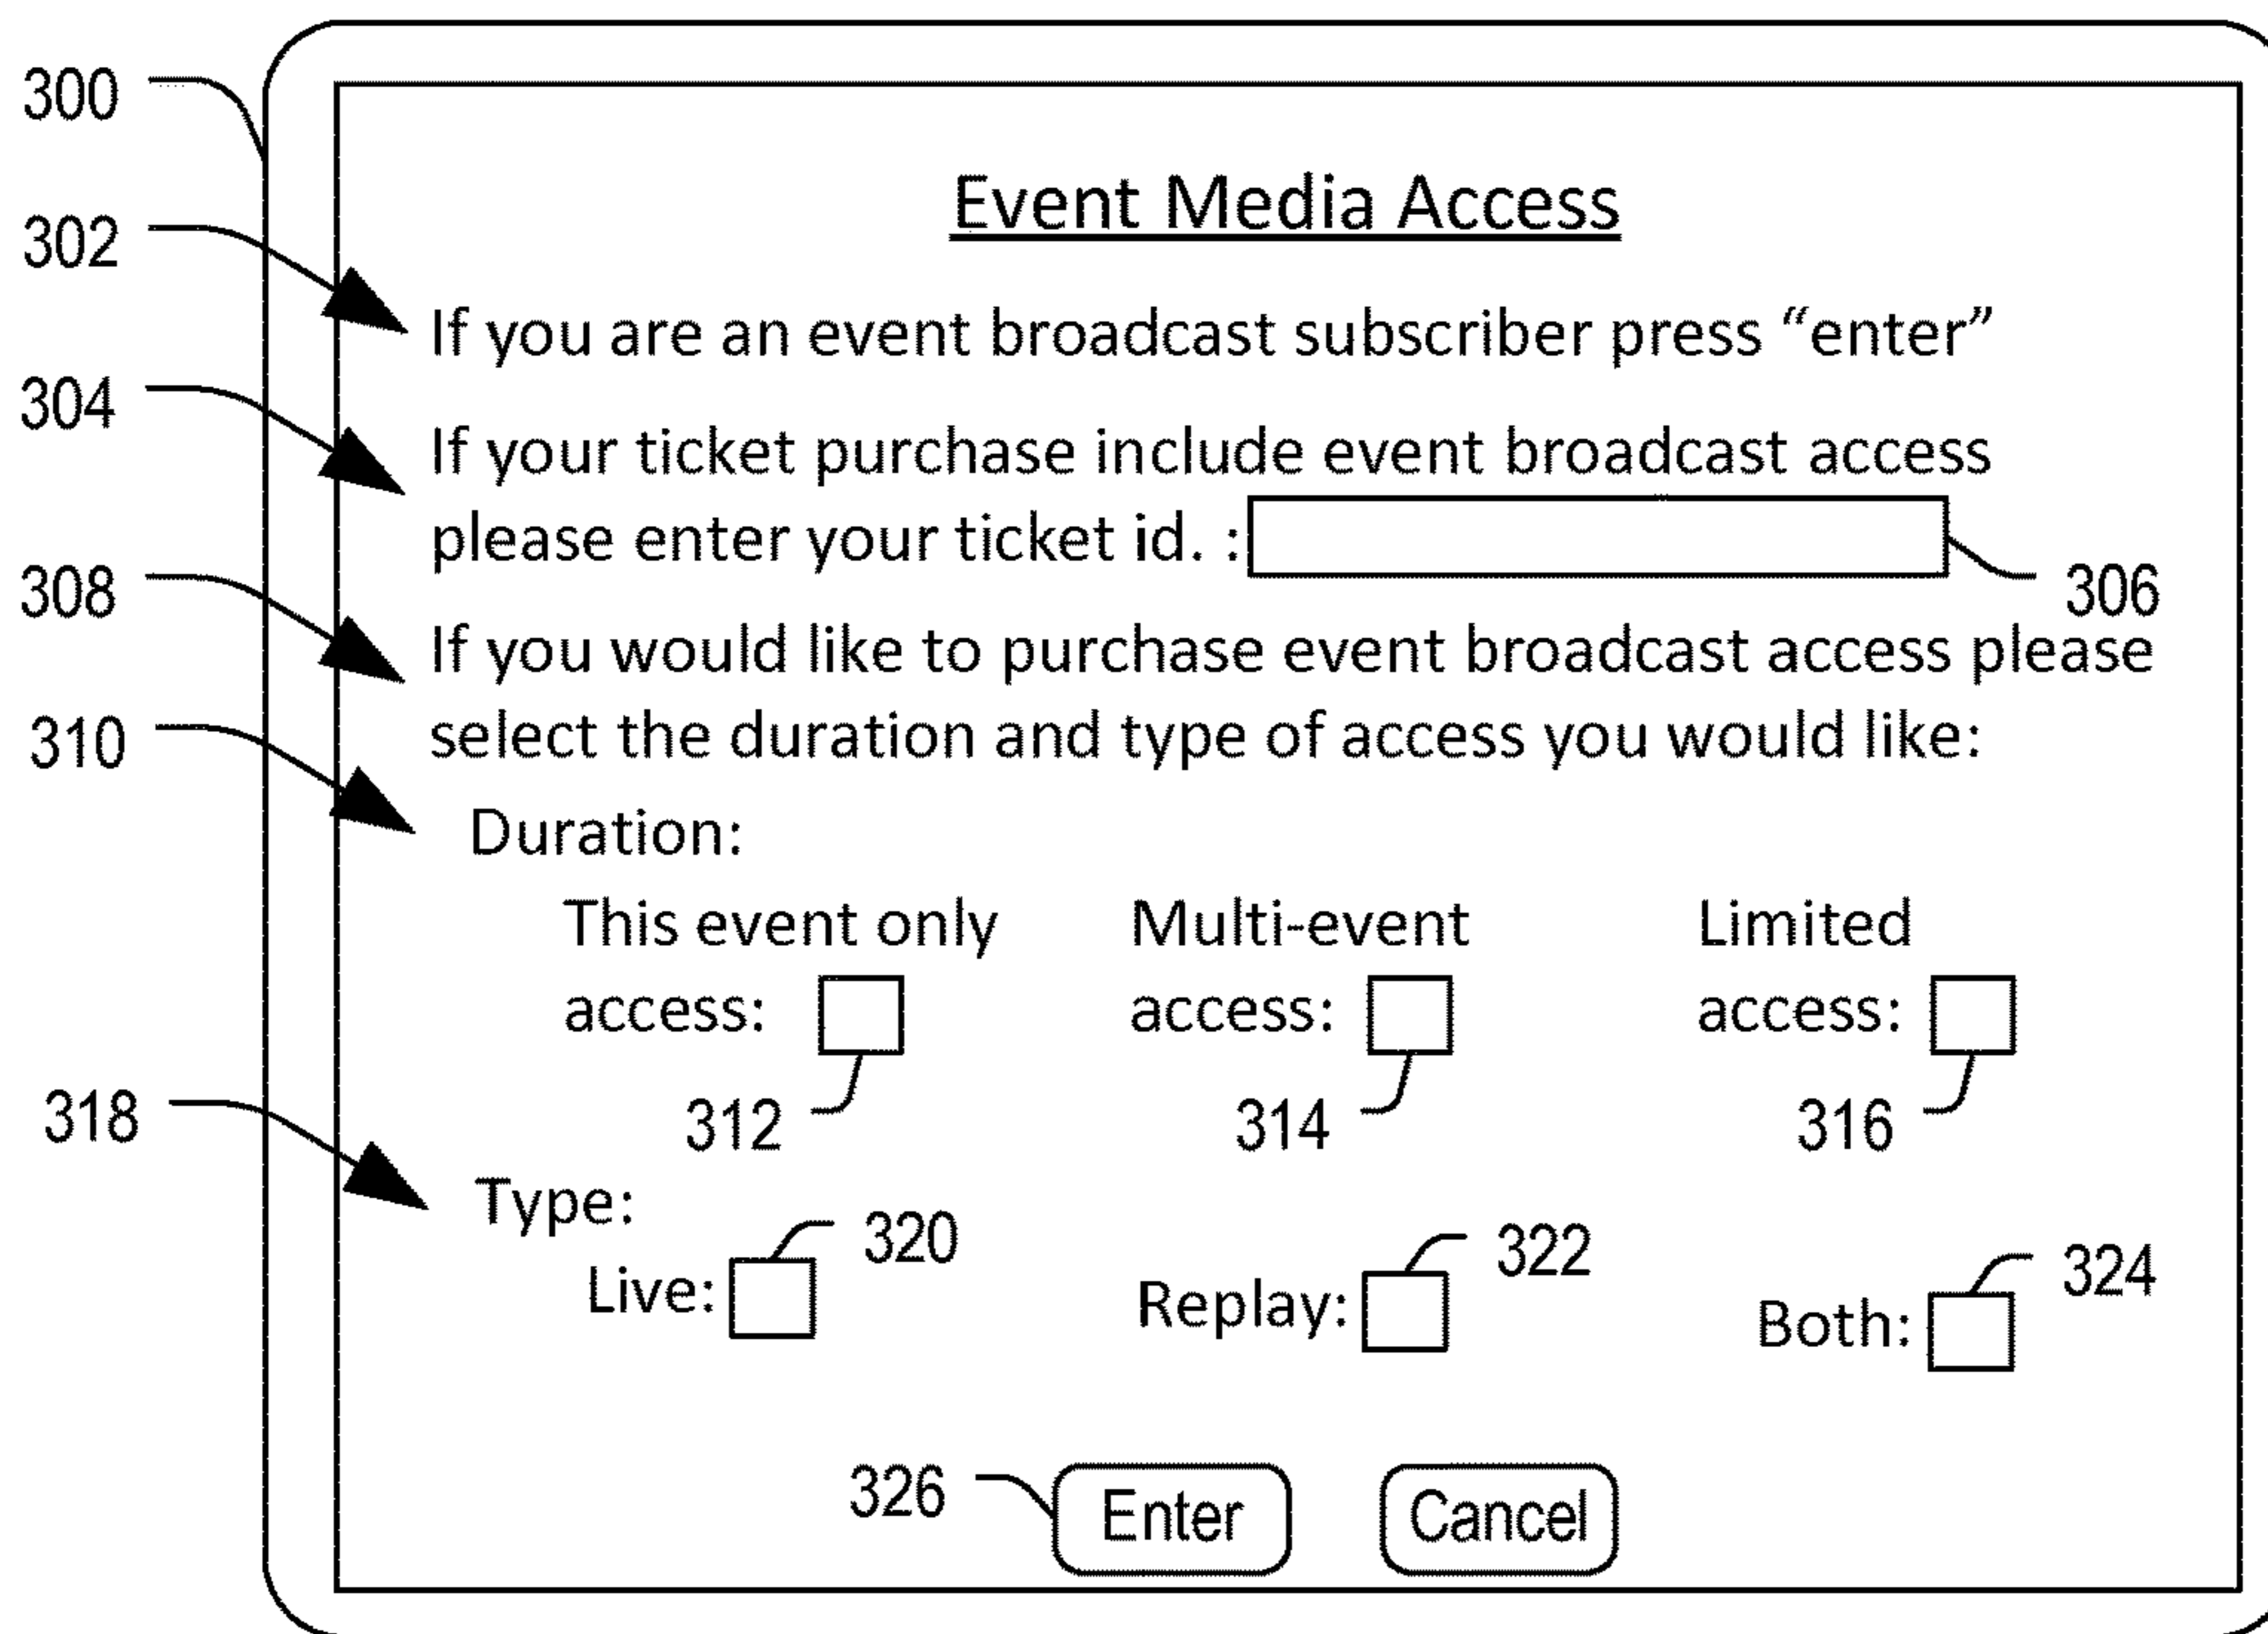 300
Event Media Access
302
If you are an event broadcast subscriber press “enter”
304
If your ticket purchase include event broadcast access
please enter your ticket id. :
306
308
If you would like to purchase event broadcast access please
select the duration and type of access you would like:
310
Duration:
This event only Multi-event Limited
access: access: access:
312 314 316
318
Type:
320 322 324
Live: Replay: Both:
326 Enter Cancel